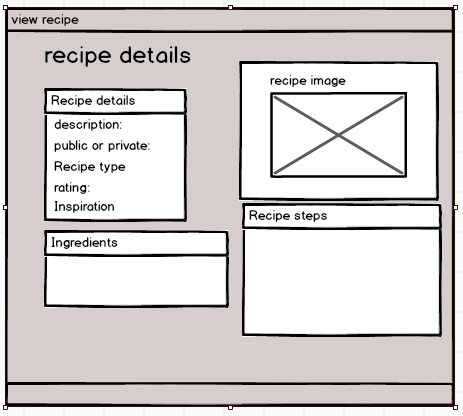 view recipe
recipe details
recipe image
Recipe details
description:
public or private:
Recipe type
rating:
Inspiration
Recipe steps
Ingredients